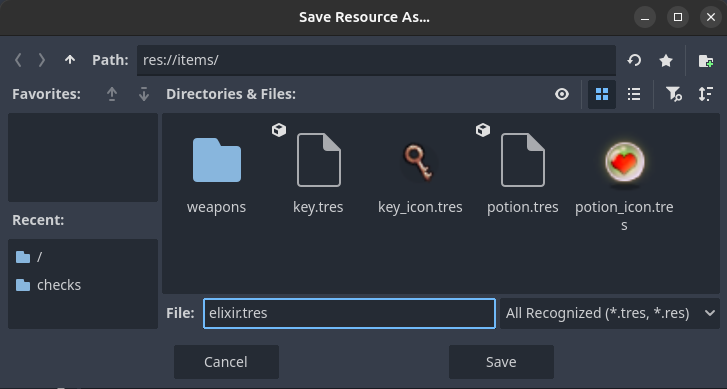 Save Resource As...
Path: res://items/
Favorites:
Directories & Files:
weapons
key.tres
key_icon.tres
potion.tres
potion_icon.tre
s
Recent:
/
checks
File: elixir.tres All Recognized (*.tres, *.res)
Cancel Save